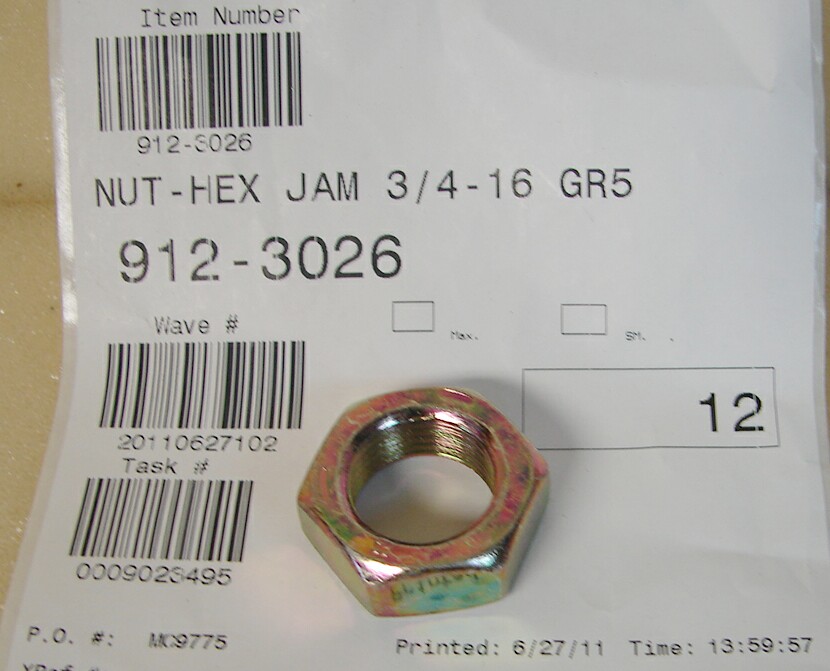 Item Number
912-3026
NUT-HEX JAM 3/4-16 GR5
912-3026
Wave #
Max.
SM.
12
20110627102
Task #
0009023495
P.O. #: MC9775
Printed: 6/27/11 Time: 13:59:57